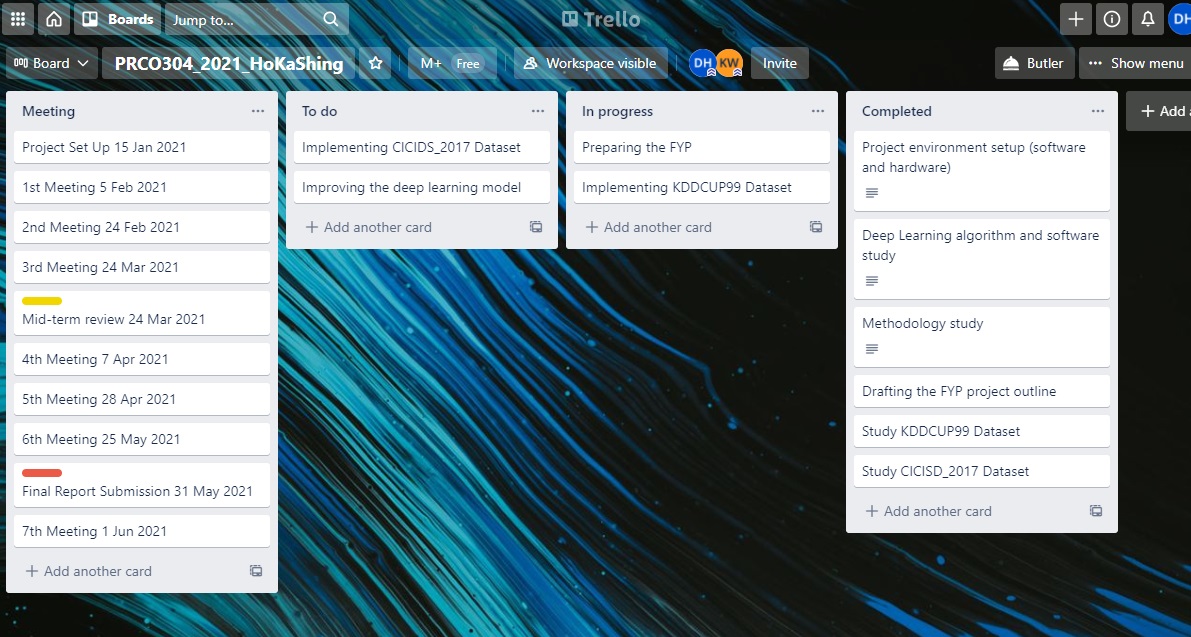 Boards
Jump to...
Trello
DH
Board
PRCO304_2021_HoKaShing
M+ Free
Workspace visible
DH KW
Invite
Butler
Show menu
Meeting
Project Set Up 15 Jan 2021
1st Meeting 5 Feb 2021
2nd Meeting 24 Feb 2021
3rd Meeting 24 Mar 2021
Mid-term review 24 Mar 2021
4th Meeting 7 Apr 2021
5th Meeting 28 Apr 2021
6th Meeting 25 May 2021
Final Report Submission 31 May 2021
7th Meeting 1 Jun 2021
+ Add another card
To do
Implementing CICIDS_2017 Dataset
Improving the deep learning model
+ Add another card
In progress
Preparing the FYP
Implementing KDDCUP99 Dataset
+ Add another card
Completed
Project environment setup (software
and hardware)
Deep Learning algorithm and software
study
Methodology study
Drafting the FYP project outline
Study KDDCUP99 Dataset
Study CICISD_2017 Dataset
+ Add another card
+ Add